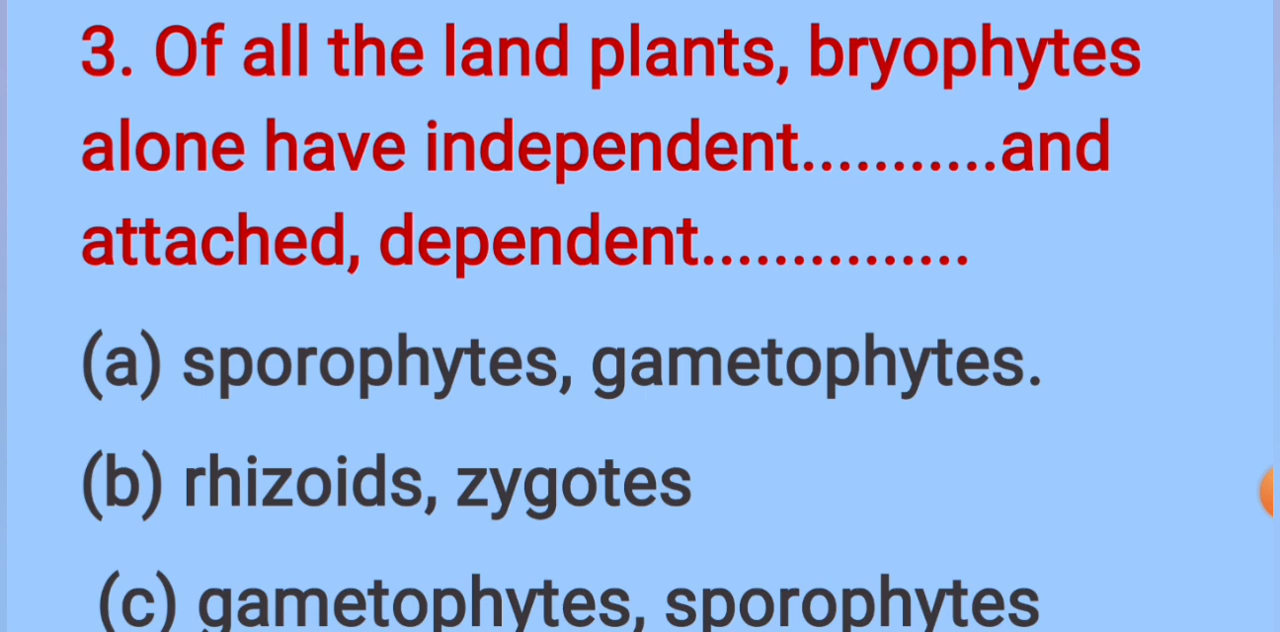 3. Of all the land plants, bryophytes
alone have independent...........and
attached, dependent...............
(a) sporophytes, gametophytes.
(b) rhizoids, zygotes
(c) gametophytes, sporophytes